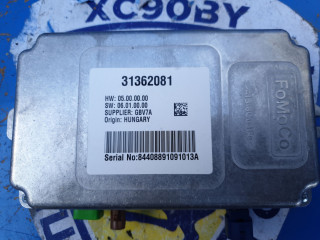 XC90BY
31362081
HW: 05.00.00.00
SW: 06.01.00.00
SUPPLIER: GBV7A
Origin: HUNGARY
Serial No:84408891091013A
FoMoCo